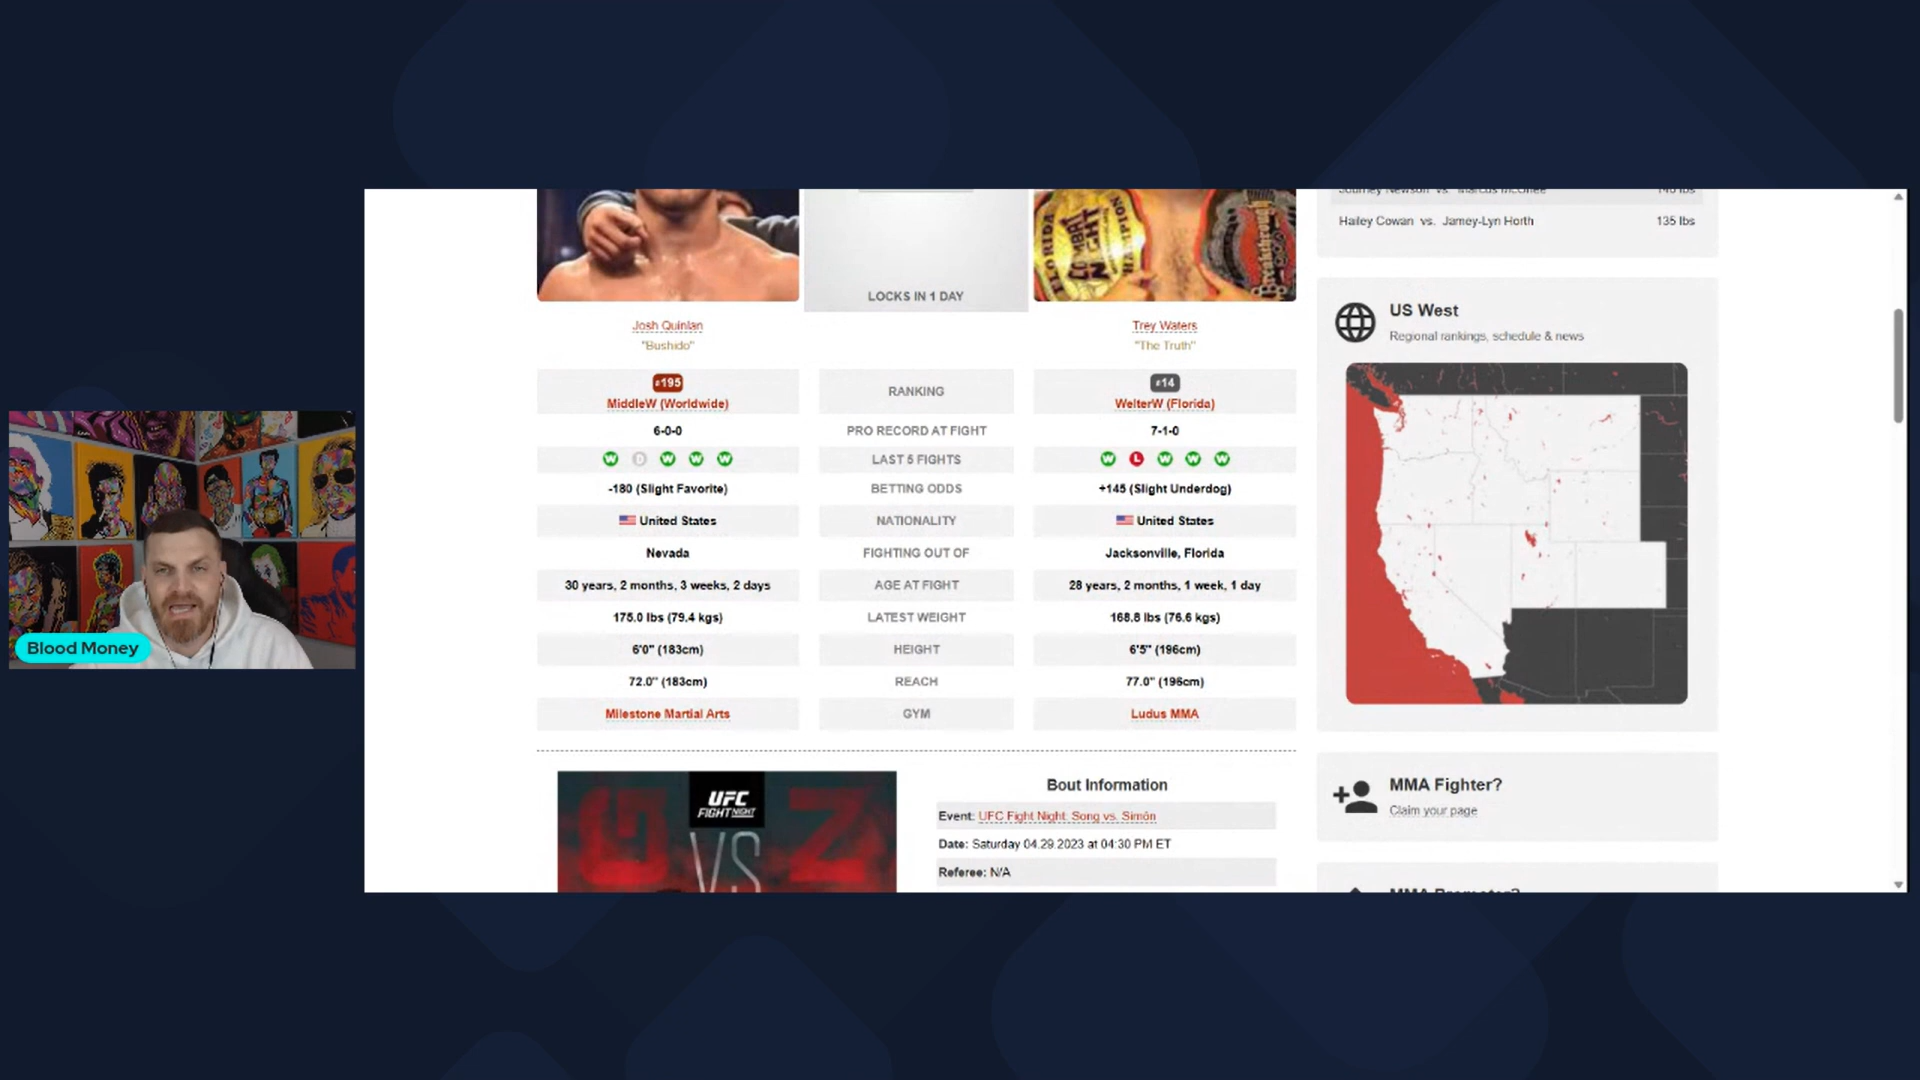 Hailey Cowan vs. Jamey-Lyn Horth 135 lbs
FLORIDA
COMBAT
NIGHT
LOCKS IN 1 DAY
US West
Regional rankings, schedule & news
Josh Quinlan
"Bushido"
Trey Waters
"The Truth"
#195
MiddleW (Worldwide)
RANKING
#14
WelterW (Florida)
6-0-0
PRO RECORD AT FIGHT
7-1-0
W D W W W
LAST 5 FIGHTS
W L W W W
-180 (Slight Favorite)
BETTING ODDS
+145 (Slight Underdog)
United States
NATIONALITY
United States
Nevada
FIGHTING OUT OF
Jacksonville, Florida
30 years, 2 months, 3 weeks, 2 days
AGE AT FIGHT
28 years, 2 months, 1 week, 1 day
175.0 lbs (79.4 kgs)
LATEST WEIGHT
168.8 lbs (76.6 kgs)
6'0" (183cm)
HEIGHT
6'5" (196cm)
72.0" (183cm)
REACH
77.0" (196cm)
Milestone Martial Arts
GYM
Ludus MMA
Blood Money
UFC
FIGHT NIGHT
VS
Bout Information
Event: UFC Fight Night: Song vs. Simón
Date: Saturday 04.29.2023 at 04:30 PM ET
Referee: N/A
MMA Fighter?
Claim your page